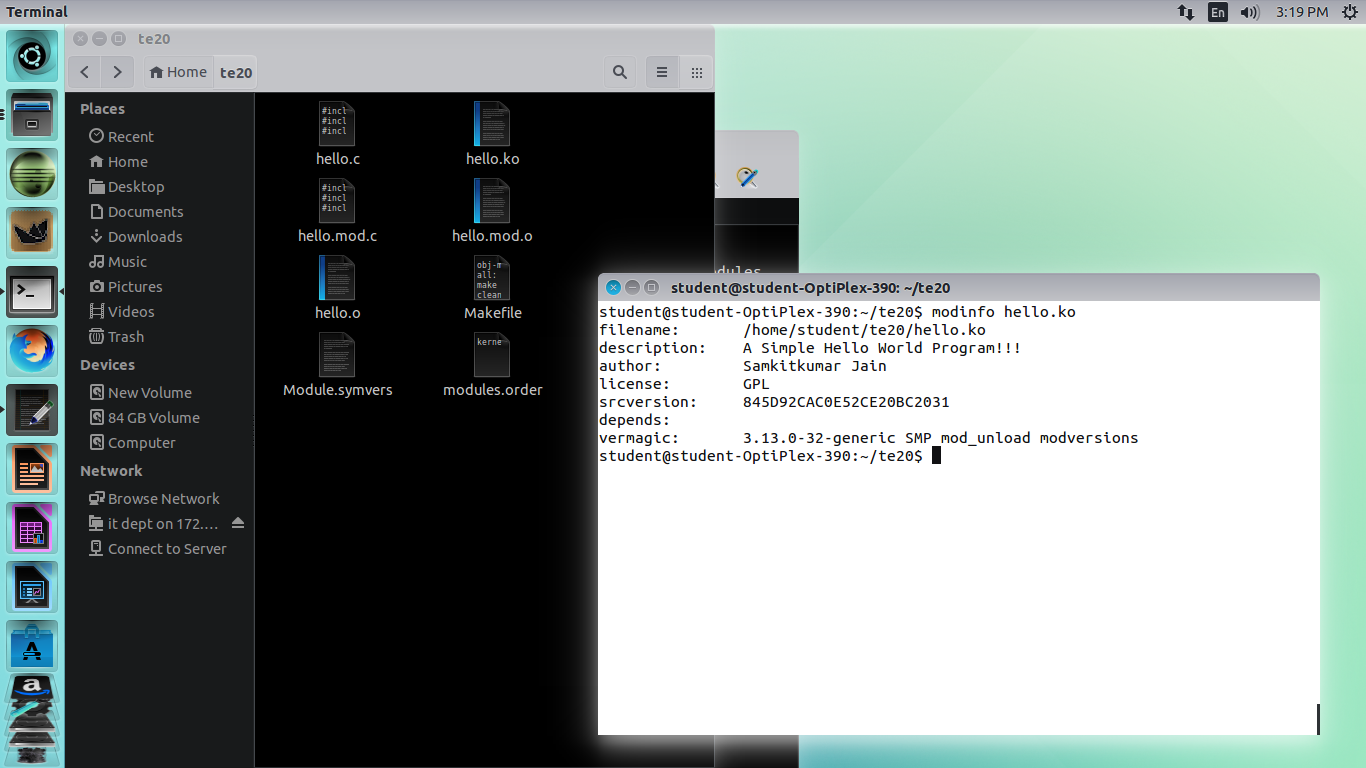 Terminal
En
3:19 PM
te20
Home
te20
Places
Recent
Home
Desktop
Documents
Downloads
Music
Pictures
Videos
Trash
Devices
New Volume
84 GB Volume
Computer
Network
Browse Network
it dept on 172....
Connect to Server
#incl
#incl
#incl
hello.c
hello.ko
#incl
#incl
#incl
hello.mod.c
hello.mod.o
hello.o
obj-m
all:
make
clean
Makefile
Module.symvers
kerne
modules.order
student@student-OptiPlex-390: ~/te20
student@student-OptiPlex-390:~/te20$ modinfo hello.ko
filename: /home/student/te20/hello.ko
description: A Simple Hello World Program!!!
author: Samkitkumar Jain
license: GPL
srcversion: 845D92CAC0E52CE20BC2031
depends:
vermagic: 3.13.0-32-generic SMP mod_unload modversions
student@student-OptiPlex-390:~/te20$